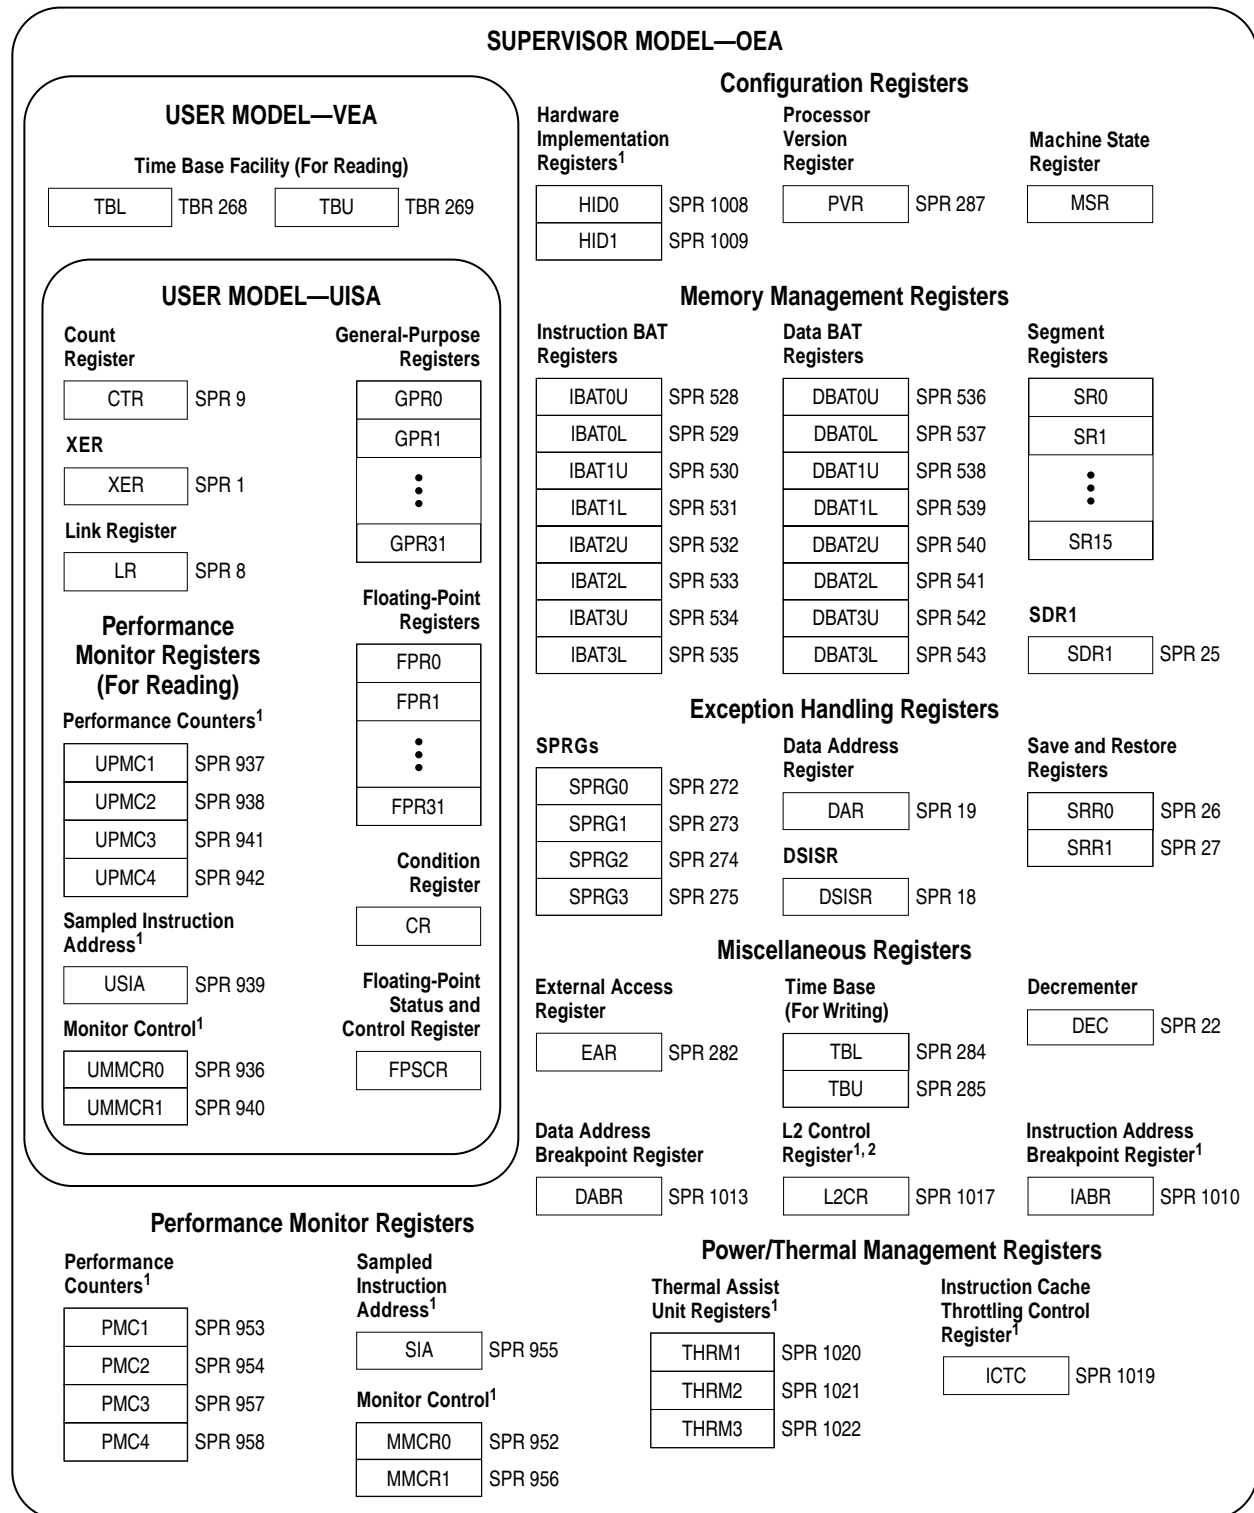 SUPERVISOR MODEL—OEA
USER MODEL—VEA
Time Base Facility (For Reading)
TBL TBR 268 TBU TBR 269
USER MODEL—UISA
Count
Register
CTR SPR 9
XER
XER SPR 1
Link Register
LR SPR 8
Performance
Monitor Registers
(For Reading)
Performance Counters1
UPMC1 SPR 937
UPMC2 SPR 938
UPMC3 SPR 941
UPMC4 SPR 942
Sampled Instruction
Address1
USIA SPR 939
Monitor Control1
UMMCR0 SPR 936
UMMCR1 SPR 940
General-Purpose
Registers
GPR0
GPR1
GPR31
Floating-Point
Registers
FPR0
FPR1
FPR31
Condition
Register
CR
Floating-Point
Status and
Control Register
FPSCR
Configuration Registers
Hardware
Implementation
Registers1
HID0 SPR 1008
HID1 SPR 1009
Processor
Version
Register
PVR SPR 287
Machine State
Register
MSR
Memory Management Registers
Instruction BAT
Registers
IBAT0U SPR 528
IBAT0L SPR 529
IBAT1U SPR 530
IBAT1L SPR 531
IBAT2U SPR 532
IBAT2L SPR 533
IBAT3U SPR 534
IBAT3L SPR 535
Data BAT
Registers
DBAT0U SPR 536
DBAT0L SPR 537
DBAT1U SPR 538
DBAT1L SPR 539
DBAT2U SPR 540
DBAT2L SPR 541
DBAT3U SPR 542
DBAT3L SPR 543
Segment
Registers
SR0
SR1
SR15
SDR1
SDR1 SPR 25
Exception Handling Registers
SPRGs
SPRG0 SPR 272
SPRG1 SPR 273
SPRG2 SPR 274
SPRG3 SPR 275
Data Address
Register
DAR SPR 19
DSISR
DSISR SPR 18
Save and Restore
Registers
SRR0 SPR 26
SRR1 SPR 27
Miscellaneous Registers
External Access
Register
EAR SPR 282
Time Base
(For Writing)
TBL SPR 284
TBU SPR 285
Decrementer
DEC SPR 22
Data Address
Breakpoint Register
DABR SPR 1013
L2 Control
Register1, 2
L2CR SPR 1017
Instruction Address
Breakpoint Register1
IABR SPR 1010
Performance Monitor Registers
Performance
Counters1
PMC1 SPR 953
PMC2 SPR 954
PMC3 SPR 957
PMC4 SPR 958
Sampled
Instruction
Address1
SIA SPR 955
Monitor Control1
MMCR0 SPR 952
MMCR1 SPR 956
Power/Thermal Management Registers
Thermal Assist
Unit Registers1
THRM1 SPR 1020
THRM2 SPR 1021
THRM3 SPR 1022
Instruction Cache
Throttling Control
Register1
ICTC SPR 1019